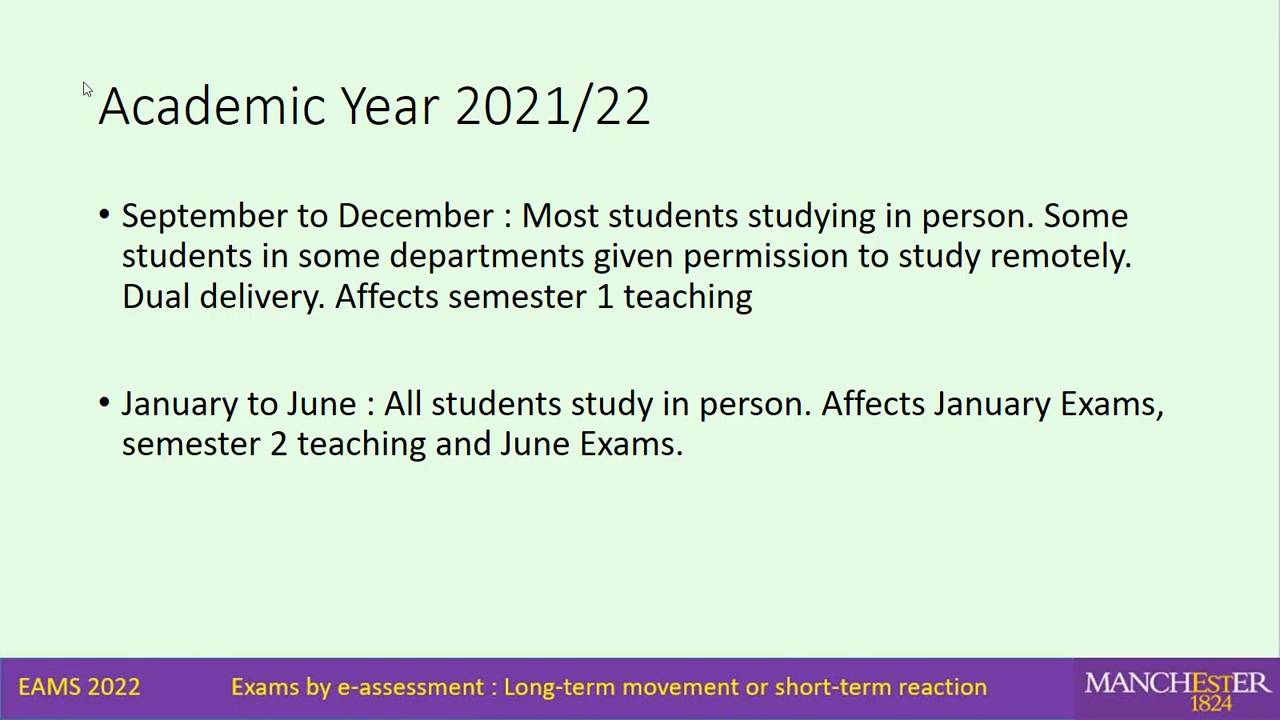 Academic Year 2021/22
• September to December : Most students studying in person. Some
students in some departments given permission to study remotely.
Dual delivery. Affects semester 1 teaching
• January to June : All students study in person. Affects January Exams,
semester 2 teaching and June Exams.
EAMS 2022 Exams by e-assessment : Long-term movement or short-term reaction
MANCHESTER
1824